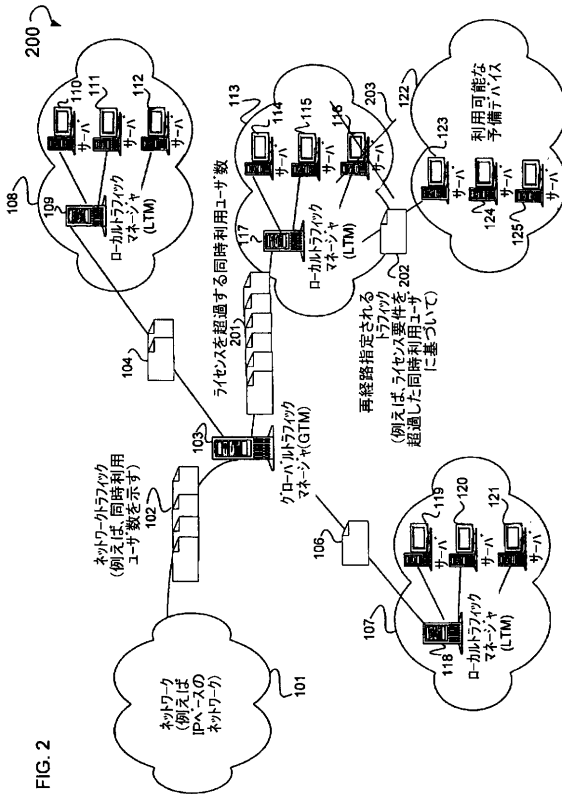 FIG. 2
200
ネットワーク
(例えば
IPベースの
ネットワーク)
101
ネットワークトラフィック
(例えば、同時利用
ユーザ数を示す)
102
103
グローバルトラフィック
マネージャ(GTM)
104
106
ライセンスを超過する同時利用ユーザ数
201
108
109
ローカルトラフィック
マネージャ
(LTM)
110
サーバ
111
サーバ
112
サーバ
113
117
ローカルトラフィック
マネージャ
(LTM)
114
サーバ
115
サーバ
116
サーバ
203
202
再経路指定される
トラフィック
(例えば、ライセンス要件を
超過した同時利用ユーザ
に基づいて)
122
利用可能な
予備デバイス
123
サーバ
124
サーバ
125
サーバ
107
118
ローカルトラフィック
マネージャ
(LTM)
119
サーバ
120
サーバ
121
サーバ